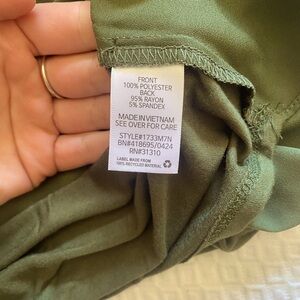 FRONT
100% POLYESTER
BACK
95% RAYON
5% SPANDEX
MADE IN VIETNAM
SEE OVER FOR CARE
STYLE#1733M7N
BN#418695/0424
RN#31310
LABEL MADE FROM
100% RECYCLED MATERIAL